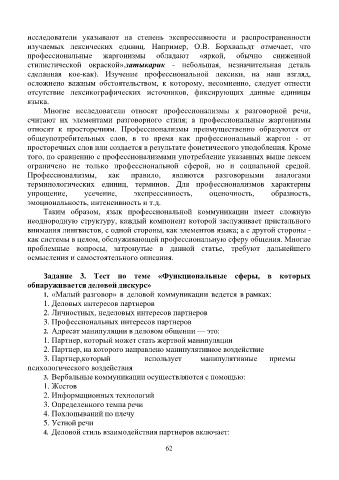 исследователи указывают на степень экспрессивности и распространенности
изучаемых лексических единиц. Например, О.В. Борхвальдт отмечает, что
профессиональные жаргонизмы обладают «яркой, обычно сниженной
стилистической окраской».затыкарик - небольшая, незначительная деталь
сделанная кое-как). Изучение профессиональной лексики, на наш взгляд,
осложнено важным обстоятельством, к которому, несомненно, следует отнести
отсутствие лексикографических источников, фиксирующих данные единицы
языка.
Многие исследователи относят профессионализмы к разговорной речи,
считают их элементами разговорного стиля; а профессиональные жаргонизмы
относят к просторечиям. Профессионализмы преимущественно образуются от
общеупотребительных слов, в то время как профессиональный жаргон - от
просторечных слов или создается в результате фонетического уподобления. Кроме
того, по сравнению с профессионализмами употребление указанных выше лексем
ограничено не только профессиональной сферой, но и социальной средой.
Профессионализмы, как правило, являются разговорными аналогами
терминологических единиц, терминов. Для профессионализмов характерны
упрощение, усечение, экспрессивность, оценочность, образность,
эмоциональность, интенсивность и т.д.
Таким образом, язык профессиональной коммуникации имеет сложную
неоднородную структуру, каждый компонент которой заслуживает пристального
внимания лингвистов, с одной стороны, как элементов языка; а с другой стороны -
как системы в целом, обслуживающей профессиональную сферу общения. Многие
проблемные вопросы, затронутые в данной статье, требуют дальнейшего
осмысления и самостоятельного описания.
Задание 3. Тест по теме «Функциональные сферы, в которых
обнаруживается деловой дискурс»
1. «Малый разговор» в деловой коммуникации ведется в рамках:
1. Деловых интересов партнеров
2. Личностных, неделовых интересов партнеров
3. Профессиональных интересов партнеров
2. Адресат манипуляции в деловом общении — это:
1. Партнер, который может стать жертвой манипуляции
2. Партнер, на которого направлено манипулятивное воздействие
3. Партнер,который использует манипулятивные приемы
психологического воздействия
3. Вербальные коммуникации осуществляются с помощью:
1. Жестов
2. Информационных технологий
3. Определенного темпа речи
4. Похлопываний по плечу
5. Устной речи
4. Деловой стиль взаимодействия партнеров включает:
62